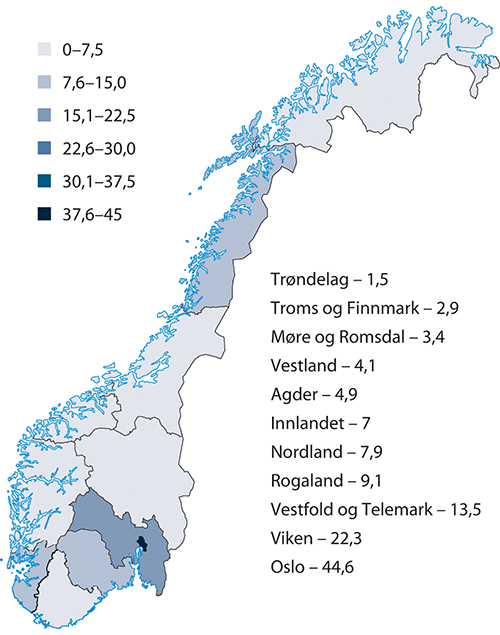 0–7,5
7,6–15,0
15,1–22,5
22,6–30,0
30,1–37,5
37,6–45
Trøndelag – 1,5
Troms og Finnmark – 2,9
Møre og Romsdal – 3,4
Vestland – 4,1
Agder – 4,9
Innlandet – 7
Nordland – 7,9
Rogaland – 9,1
Vestfold og Telemark – 13,5
Viken – 22,3
Oslo – 44,6